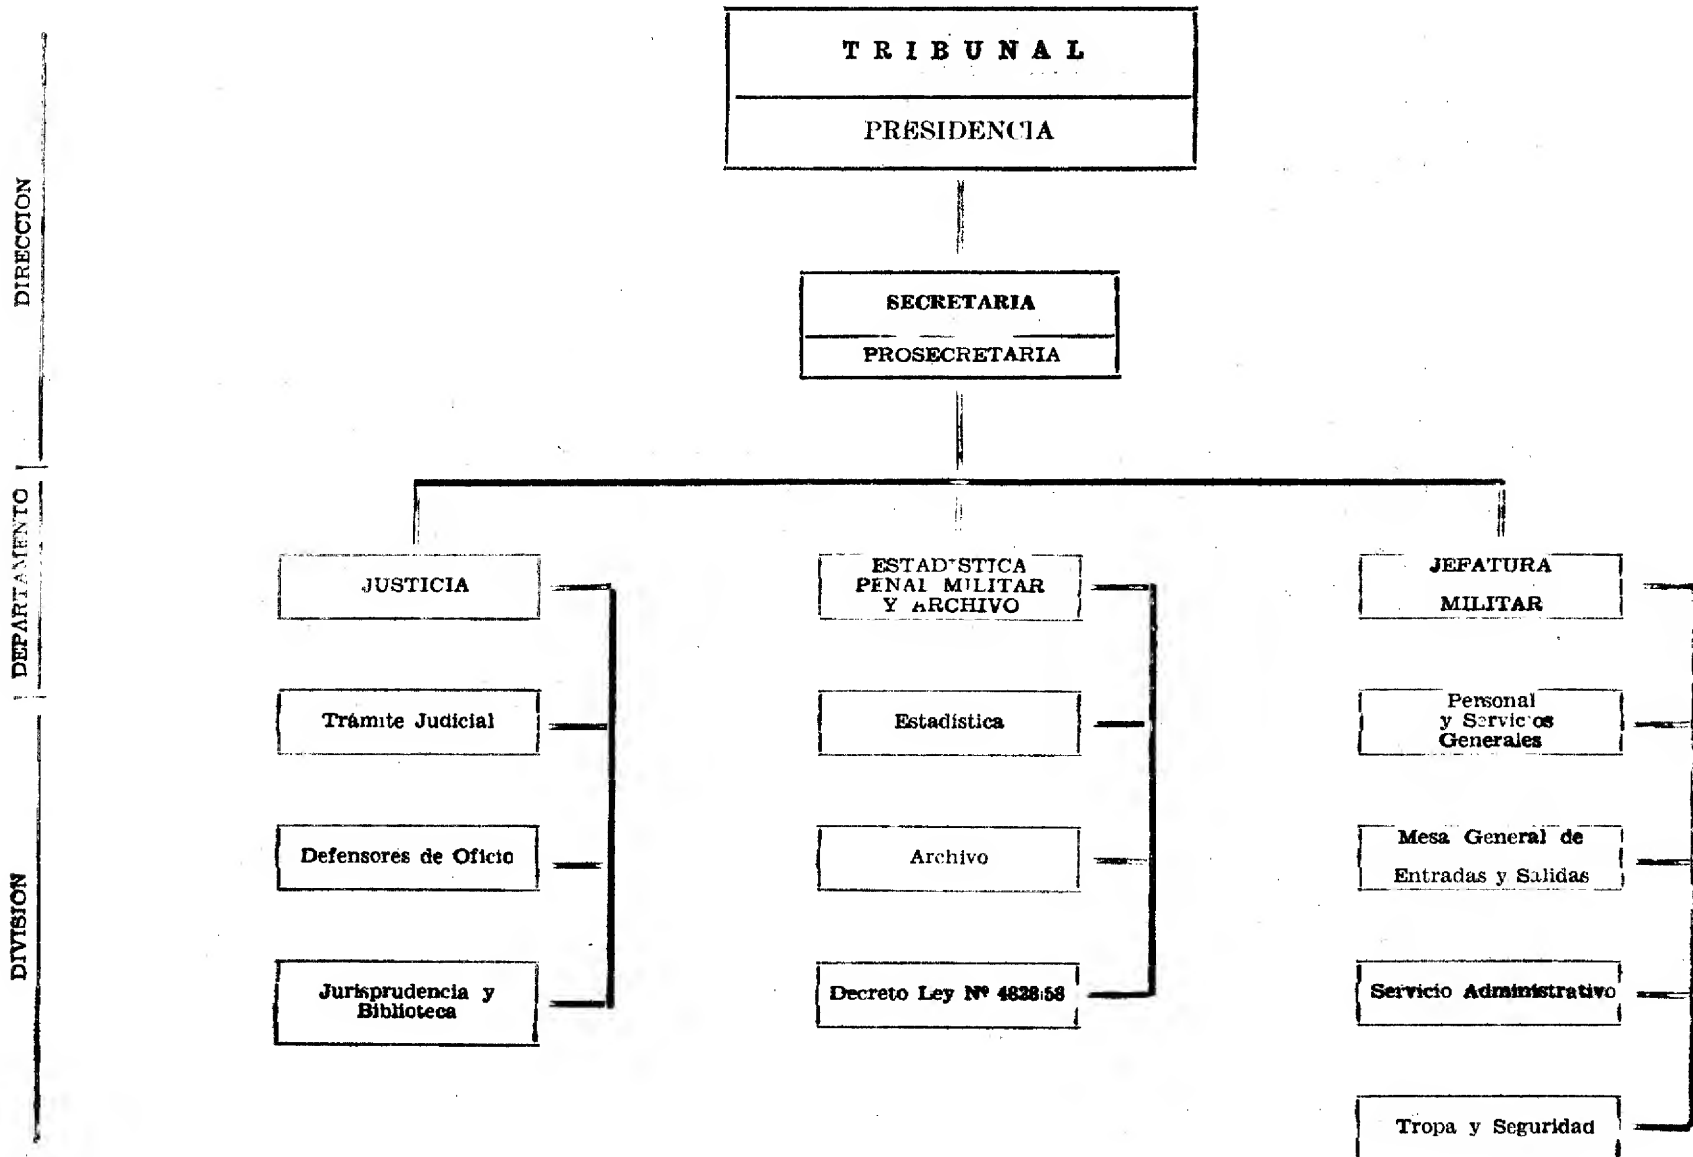 TRIBUNAL
PRESIDENCIA
DIRECCION
SECRETARIA
PROSECRETARIA
DEPARTAMENTO
JUSTICIA
ESTADISTICA
PENAL MILITAR
Y ARCHIVO
JEFATURA
MILITAR
DIVISION
Trámite Judicial
Estadística
Personal
y Servicios
Generales
Defensores de Oficio
Archivo
Mesa General de
Entradas y Salidas
Jurisprudencia y
Biblioteca
Decreto Ley Nº 4828:58
Servicio Administrativo
Tropa y Seguridad